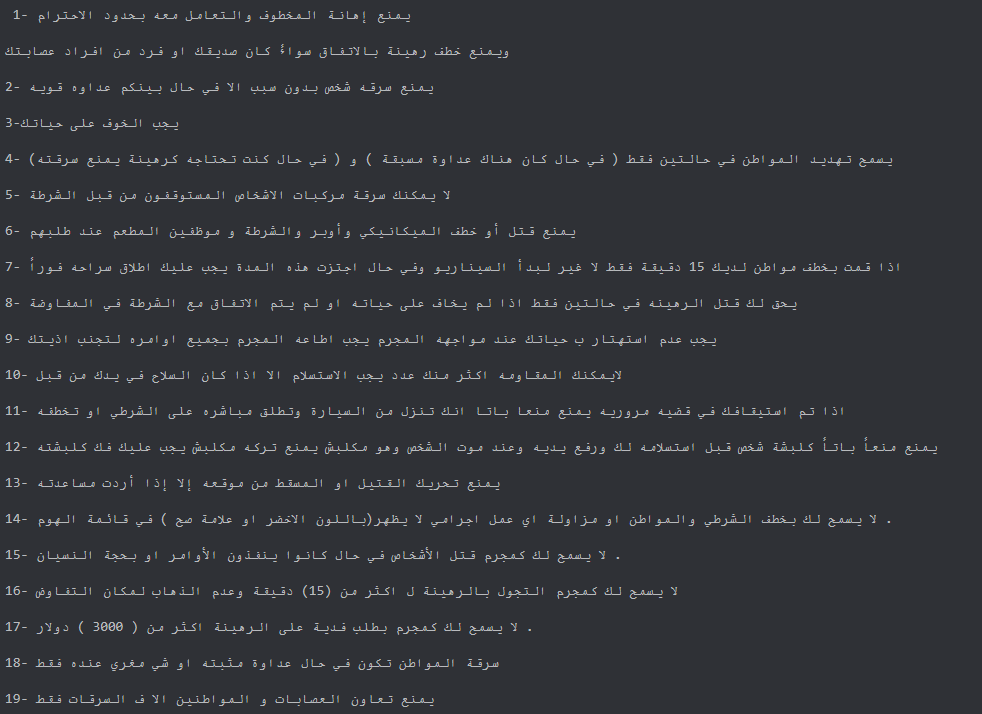 1- يمنع إهانة المخطوف والتعامل معه بحدود الاحترام
ويمنع خطف رهينة بالاتفاق سواءً كان صديقك او فرد من افراد عصابتك
2- يمنع سرقه شخص بدون سبب الا في حال بينكم عداوه قويه
3-يجب الخوف على حياتك
4- يسمح تهديد المواطن في حالتين فقط ( في حال كان هناك عداوة مسبقة ) و ( في حال كنت تحتاجه كرهينة يمنع سرقته)
5- لا يمكنك سرقة مركبات الاشخاص المستوقفون من قبل الشرطة
6- يمنع قتل أو خطف الميكانيكي وأوبر والشرطة و موظفين المطعم عند طلبهم
7- اذا قمت بخطف مواطن لديك 15 دقيقة فقط لا غير لبدأ السيناريو وفي حال اجتزت هذه المدة يجب عليك اطلاق سراحه فوراً
8- يحق لك قتل الرهينه في حالتين فقط اذا لم يخاف على حياته او لم يتم الاتفاق مع الشرطة في المفاوضة
9- يجب عدم استهتار ب حياتك عند مواجهه المجرم يجب اطاعه المجرم بجميع اوامره لتجنب اذيتك
10- لايمكنك المقاومه اكثر منك عدد يجب الاستسلام الا اذا كان السلاح في يدك من قبل
11- اذا تم استيقافك في قضيه مروريه يمنع منعا باتا انك تنزل من السيارة وتطلق مباشره على الشرطي او تخطفه
12- يمنع منعاً باتاً كلبشة شخص قبل استسلامه لك ورفع يديه وعند موت الشخص وهو مكلبش يمنع تركه مكلبش يجب عليك فك كلبشته
13- يمنع تحريك القتيل او المسقط من موقعه إلا إذا أردت مساعدته
14- لا يسمح لك بخطف الشرطي والمواطن او مزاولة اي عمل اجرامي لا يظهر(باللون الاخضر او علامة صح ) في قائمة الهوم .
15- لا يسمح لك كمجرم قتل الأشخاص في حال كانوا ينفذون الأوامر او بحجة النسيان .
16- لا يسمح لك كمجرم التجول بالرهينة ل اكثر من (15) دقيقة وعدم الذهاب لمكان التفاوض
17- لا يسمح لك كمجرم بطلب فدية على الرهينة اكثر من ( 3000 ) دولار .
18- سرقة المواطن تكون في حال عداوة مثبته او شي مغري عنده فقط
19- يمنع تعاون العصابات و المواطنين الا ف السرقات فقط